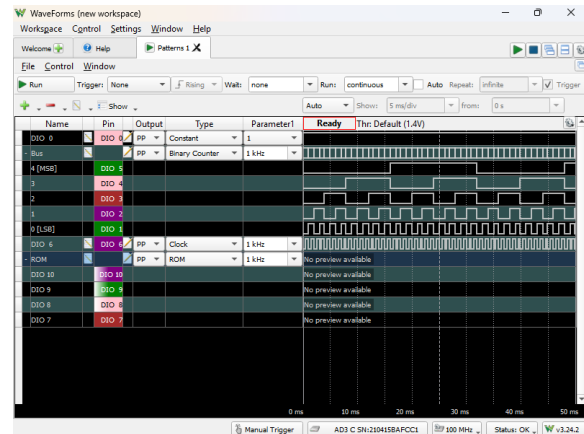 WaveForms (new workspace)
Workspace Control Settings Window Help
Welcome Help Patterns 1
File Control Window
Run Trigger: None Rising Wait: none Run: continuous Auto Repeat: infinite Trigger
Show Auto Show: 5 ms/div from: 0 s
Name Pin Output Type Parameter1 Ready Thr: Default (1.4V)
DIO 0 DIO 0 PP Constant 1
- Bus PP Binary Counter 1 kHz
4 [MSB] DIO 5
3 DIO 4
2 DIO 3
1 DIO 2
0 [LSB] DIO 1
DIO 6 DIO 6 PP Clock 1 kHz
- ROM PP ROM 1 kHz No preview available
DIO 10 DIO 10 No preview available
DIO 9 DIO 9 No preview available
DIO 8 DIO 8 No preview available
DIO 7 DIO 7 No preview available
0 ms 10 ms 20 ms 30 ms 40 ms 50 ms
Manual Trigger AD3 C SN:210415BAFCC1 100 MHz Status: OK v3.24.2